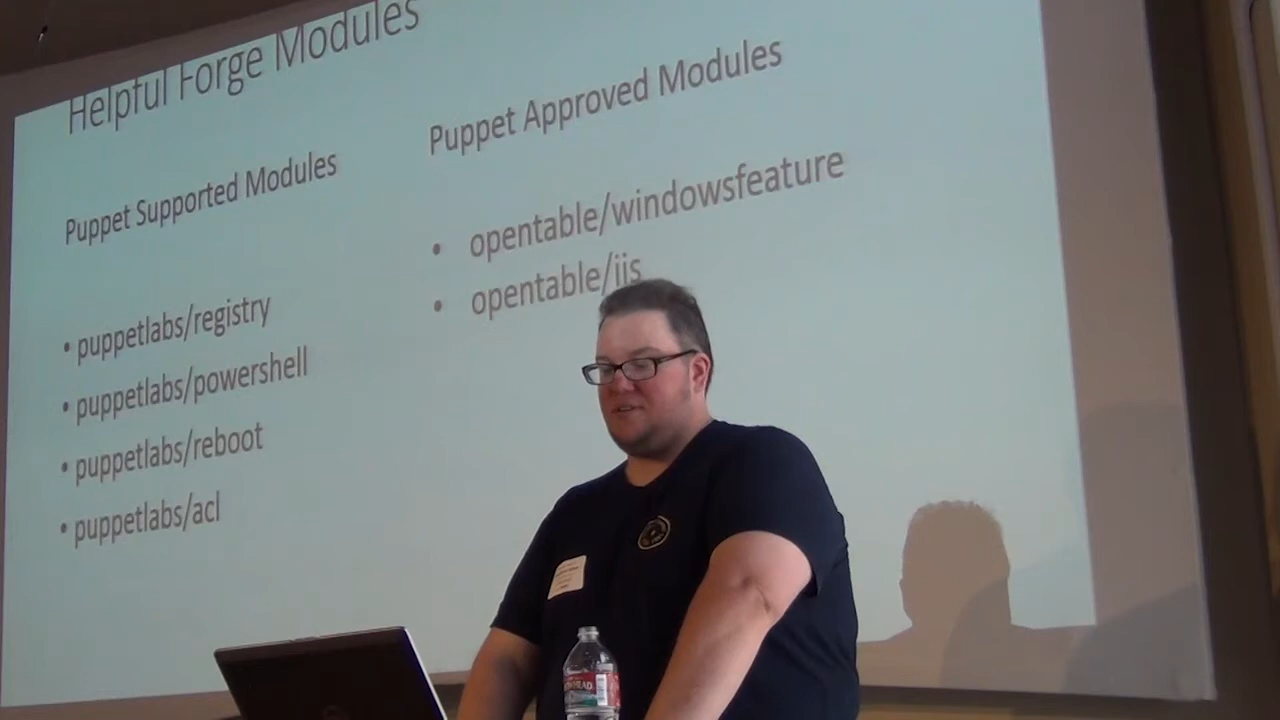 Helpful Forge Modules
Puppet Supported Modules
• puppetlabs/registry
• puppetlabs/powershell
• puppetlabs/reboot
• puppetlabs/acl
Puppet Approved Modules
• opentable/windowsfeature
• opentable/iis